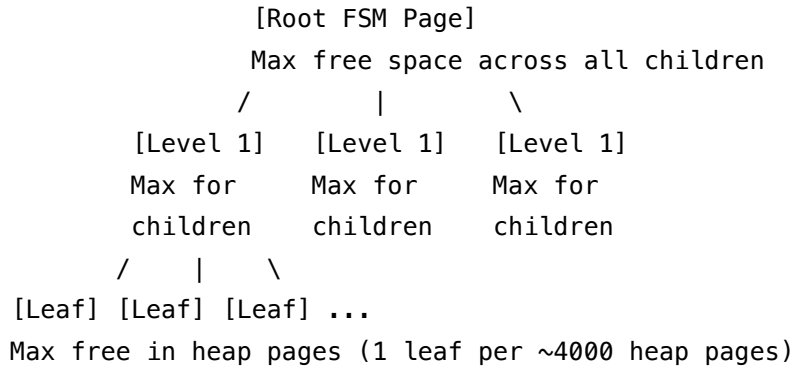 [Root FSM Page]
Max free space across all children
/ | \
[Level 1] [Level 1] [Level 1]
Max for Max for Max for
children children children
/ | \
[Leaf] [Leaf] [Leaf] ...
Max free in heap pages (1 leaf per ~4000 heap pages)